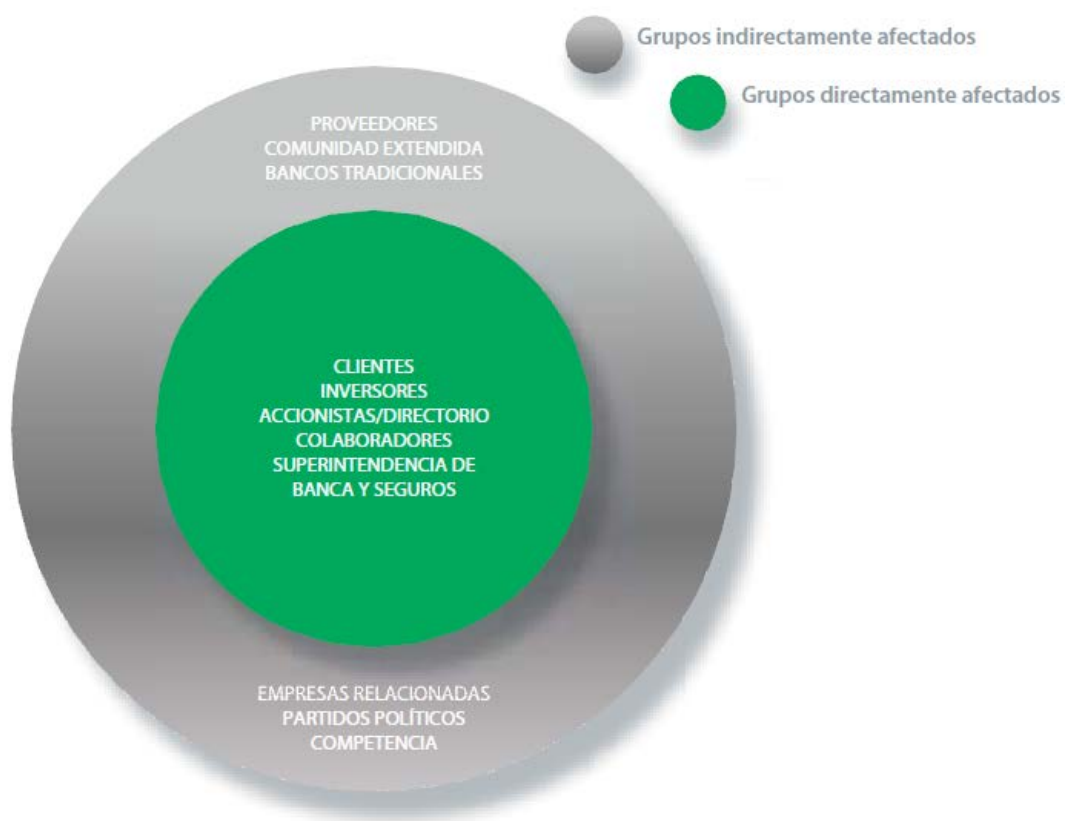 Grupos indirectamente afectados
Grupos directamente afectados
PROVEEDORES
COMUNIDAD EXTENDIDA
BANCOS TRADICIONALES
CLIENTES
INVERSORES
ACCIONISTAS/DIRECTORIO
COLABORADORES
SUPERINTENDENCIA DE
BANCA Y SEGUROS
EMPRESAS RELACIONADAS
PARTIDOS POLÍTICOS
COMPETENCIA